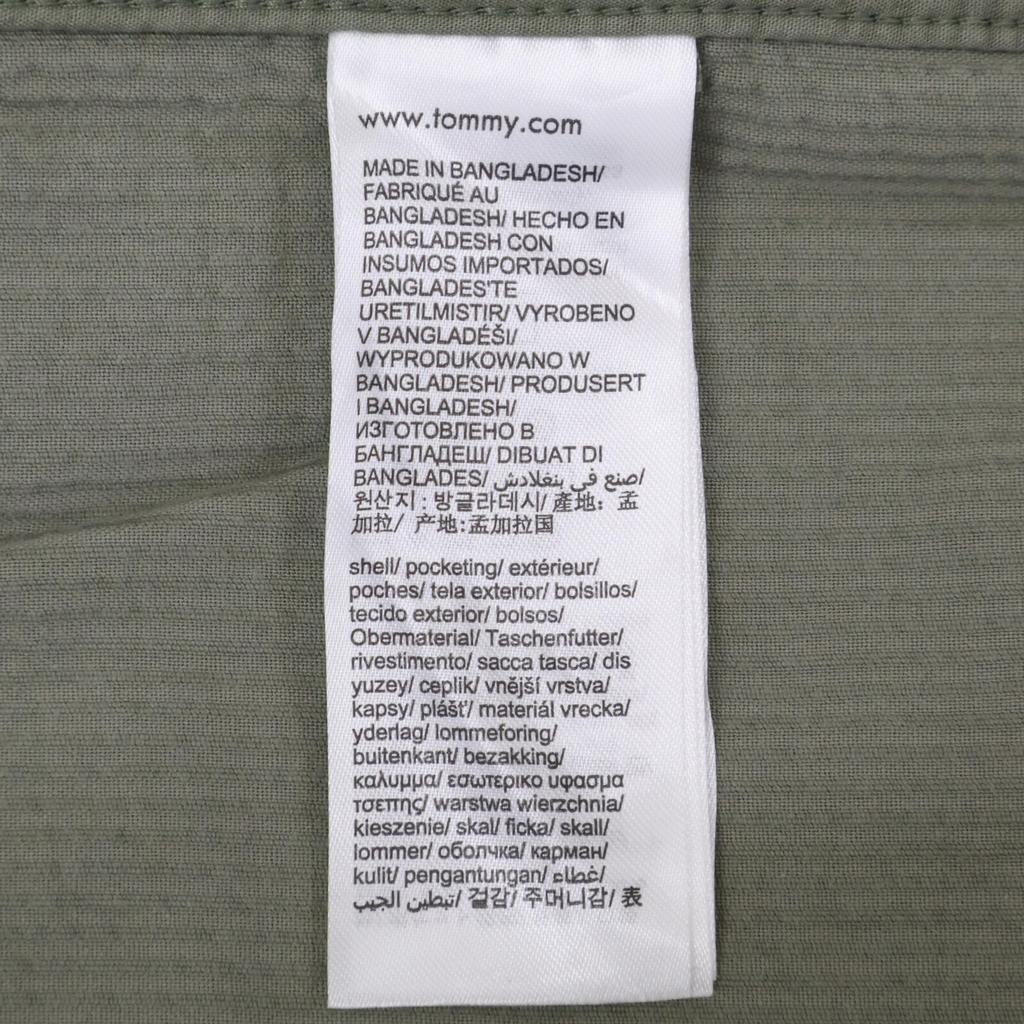 www.tommy.com
MADE IN BANGLADESH/
FABRIQUÉ AU
BANGLADESH/ HECHO EN
BANGLADESH CON
INSUMOS IMPORTADOS/
BANGLADES'TE
URETILMISTIR/ VYROBENO
V BANGLADÉŠI/
WYPRODUKOWANO W
BANGLADESH/ PRODUSERT
I BANGLADESH/
ИЗГОТОВЛЕНО В
БАНГЛАДЕШ/ DIBUAT DI
BANGLADES/ صنع في بنغلادش/
원산지 : 방글라데시/ 產地: 孟
加拉/ 产地:孟加拉国
shell/ pocketing/ extérieur/
poches/ tela exterior/ bolsillos/
tecido exterior/ bolsos/
Obermaterial/ Taschenfutter/
rivestimento/ sacca tasca/ dis
yuzey/ ceplik/ vnější vrstva/
kapsy/ plášť/ materiál vrecka/
yderlag/ lommeforing/
buitenkant/ bezakking/
καλυμμα/ εσωτερικο υφασμα
τσεπης/ warstwa wierzchnia/
kieszenie/ skal/ ficka/ skall/
lommer/ оболчка/ карман/
kulit/ pengantungan/ غطاء/
تبطين الجيب/ 겉감/ 주머니감/ 表